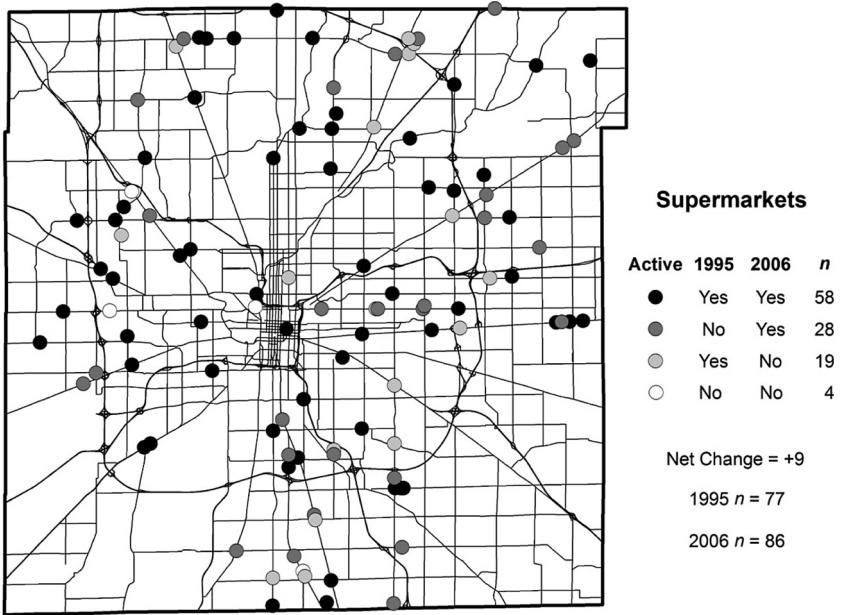 Supermarkets
Active 1995 2006 n
Yes Yes 58
No Yes 28
Yes No 19
No No 4
Net Change = +9
1995 n = 77
2006 n = 86